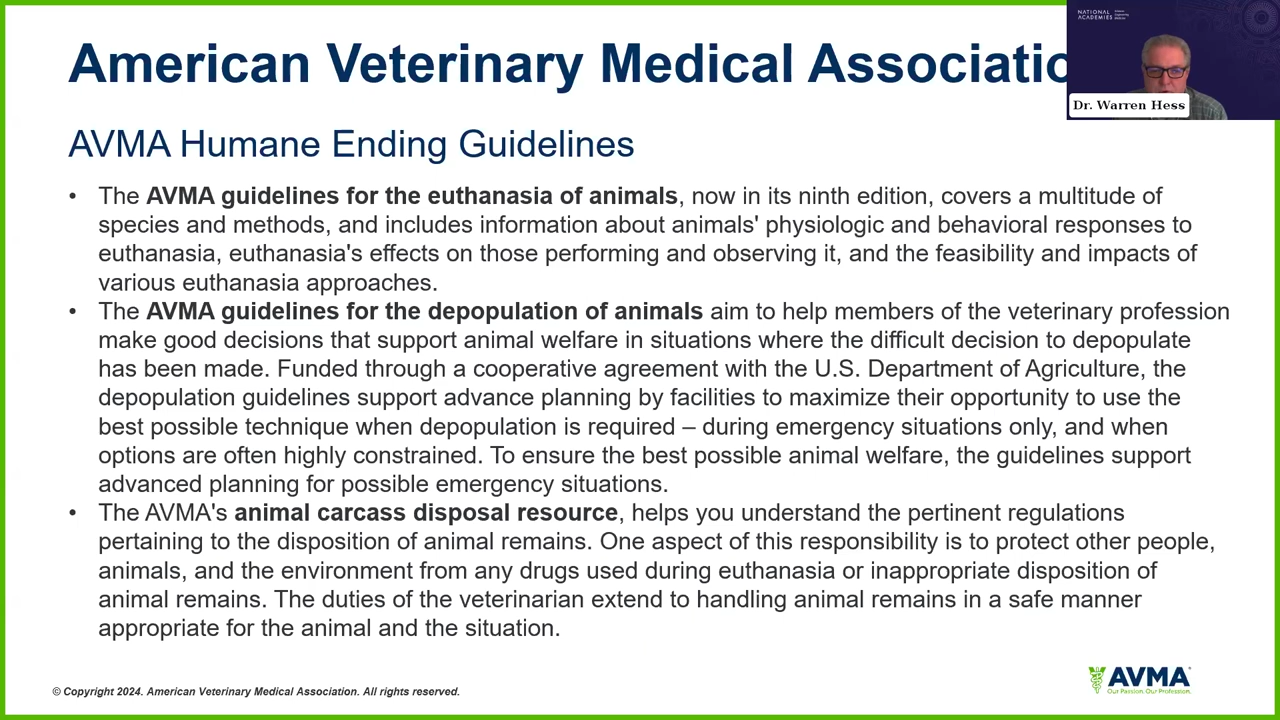 American Veterinary Medical Associatio
NATIONAL
ACADEMIES
Dr. Warren Hess
AVMA Humane Ending Guidelines
• The AVMA guidelines for the euthanasia of animals, now in its ninth edition, covers a multitude of
species and methods, and includes information about animals' physiologic and behavioral responses to
euthanasia, euthanasia's effects on those performing and observing it, and the feasibility and impacts of
various euthanasia approaches.
• The AVMA guidelines for the depopulation of animals aim to help members of the veterinary profession
make good decisions that support animal welfare in situations where the difficult decision to depopulate
has been made. Funded through a cooperative agreement with the U.S. Department of Agriculture, the
depopulation guidelines support advance planning by facilities to maximize their opportunity to use the
best possible technique when depopulation is required – during emergency situations only, and when
options are often highly constrained. To ensure the best possible animal welfare, the guidelines support
advanced planning for possible emergency situations.
• The AVMA's animal carcass disposal resource, helps you understand the pertinent regulations
pertaining to the disposition of animal remains. One aspect of this responsibility is to protect other people,
animals, and the environment from any drugs used during euthanasia or inappropriate disposition of
animal remains. The duties of the veterinarian extend to handling animal remains in a safe manner
appropriate for the animal and the situation.
© Copyright 2024. American Veterinary Medical Association. All rights reserved.
AVMA
Our Passion. Our Profession.